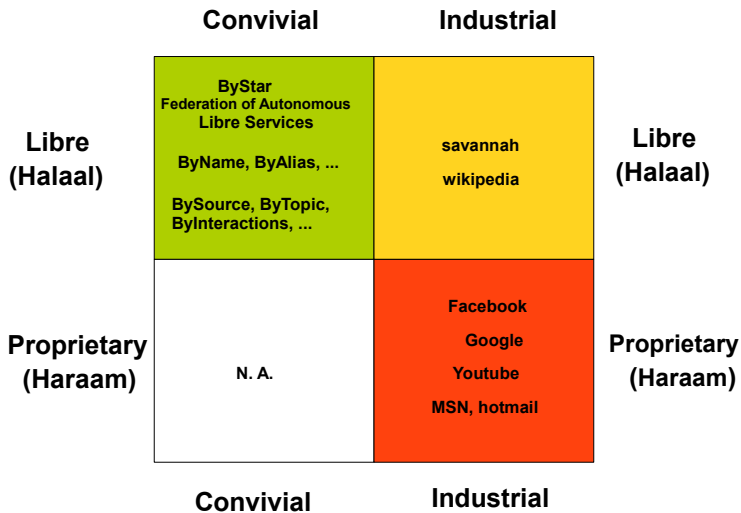 Convivial
Industrial
Libre
(Halaal)
ByStar
Federation of Autonomous
Libre Services
ByName, ByAlias, ...
BySource, ByTopic,
ByInteractions, ...
savannah
wikipedia
Libre
(Halaal)
Proprietary
(Haraam)
N. A.
Facebook
Google
Youtube
MSN, hotmail
Proprietary
(Haraam)
Convivial
Industrial